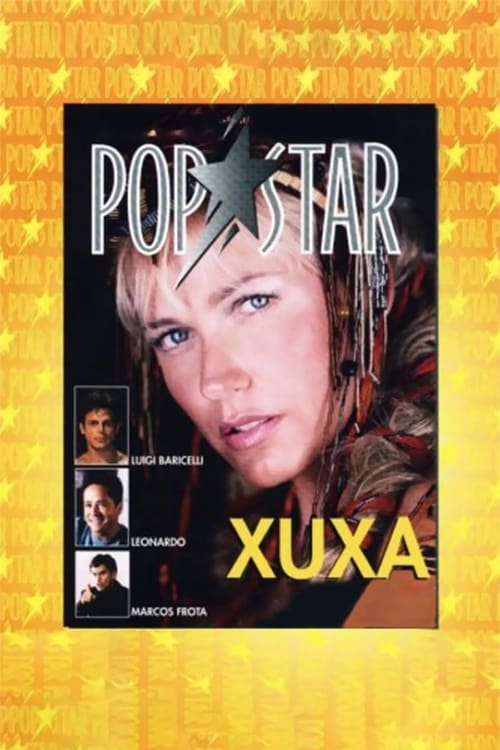 POPSTAR
LUIGI BARICELLI
LEONARDO
MARCOS FROTA
XUXA